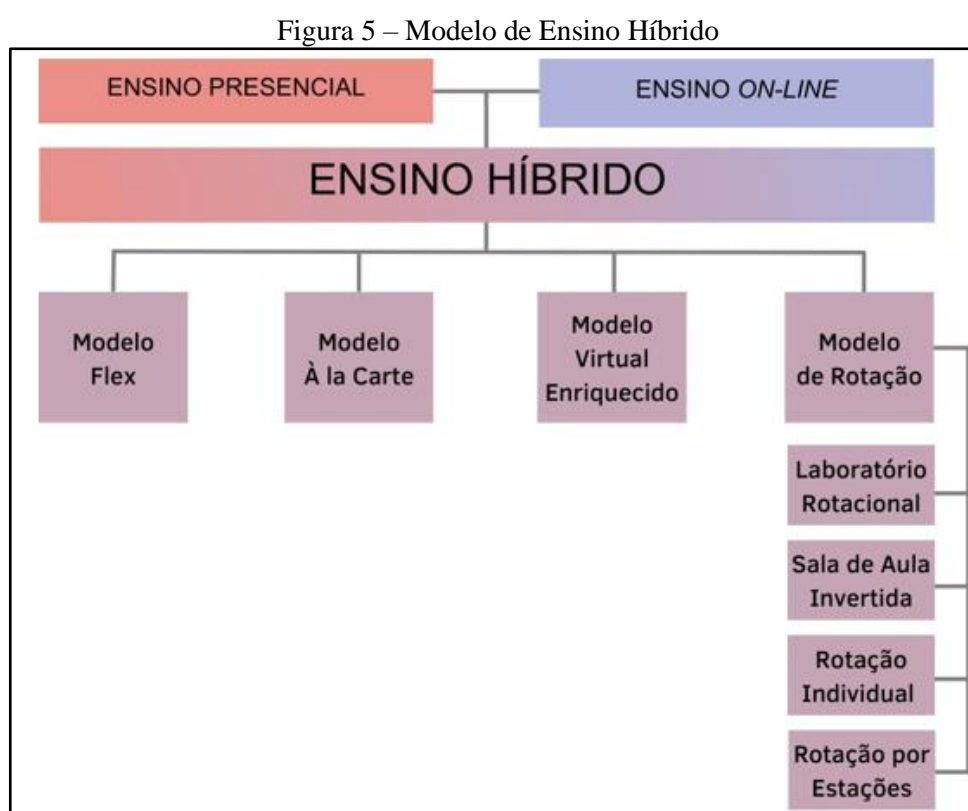 Figura 5 – Modelo de Ensino Híbrido
ENSINO PRESENCIAL
ENSINO ON-LINE
ENSINO HÍBRIDO
Modelo
Flex
Modelo
À la Carte
Modelo
Virtual
Enriquecido
Modelo
de Rotação
Laboratório
Rotacional
Sala de Aula
Invertida
Rotação
Individual
Rotação por
Estações